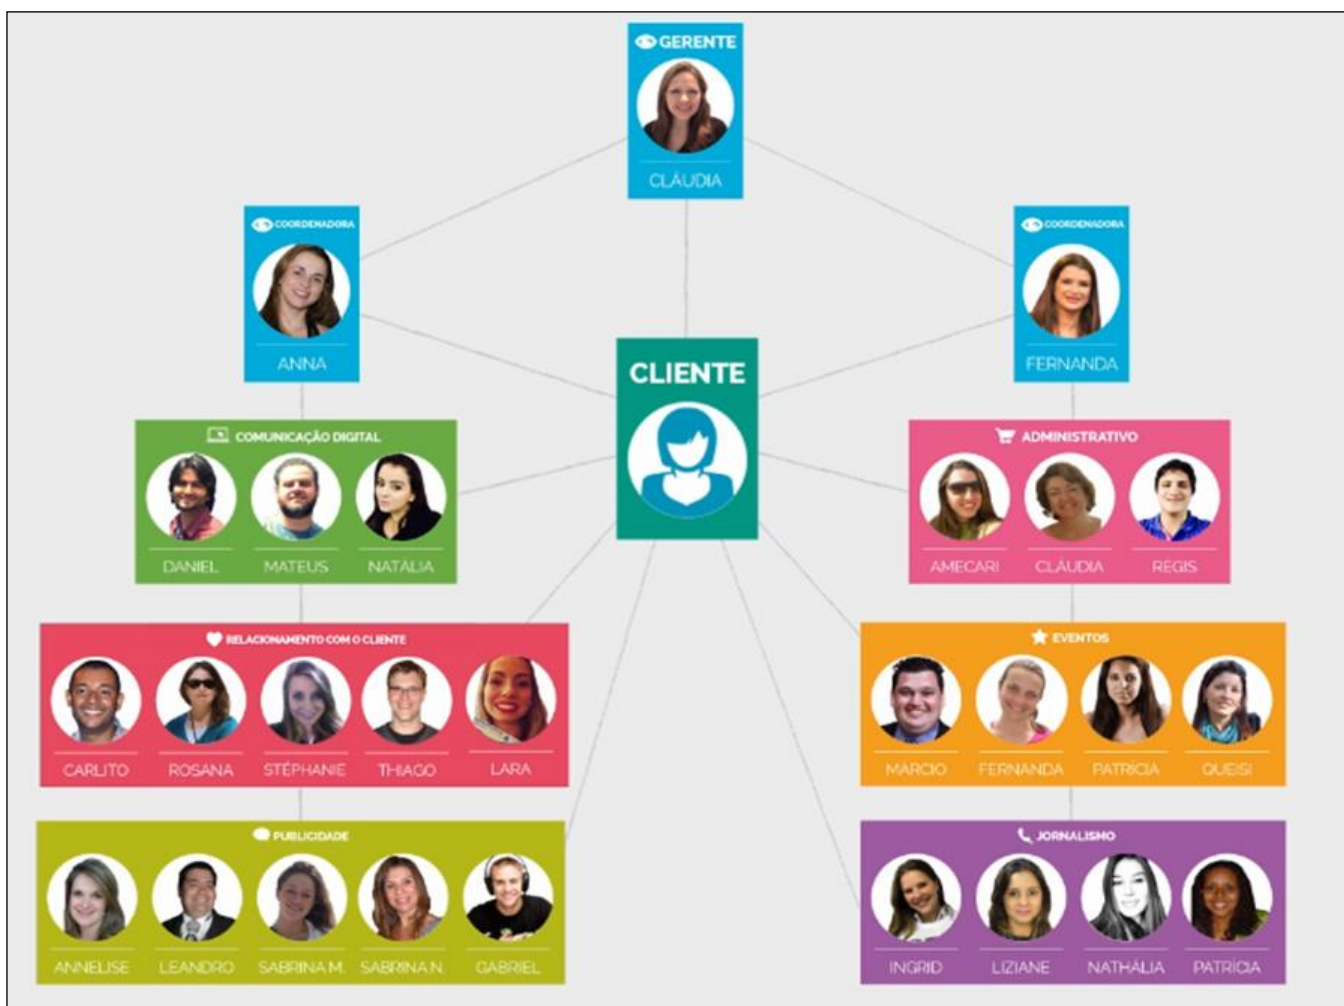 GERENTE
CLÁUDIA
COORDENADORA
ANNA
COORDENADORA
FERNANDA
CLIENTE
COMUNICAÇÃO DIGITAL
DANIEL MATEUS NATÁLIA
ADMINISTRATIVO
AMECARI CLÁUDIA RÉGIS
RELACIONAMENTO COM O CLIENTE
CARLITO ROSANA STÉPHANIE THIAGO LARA
EVENTOS
MÁRCIO FERNANDA PATRÍCIA QUEISI
PUBLICIDADE
ANNELISE LEANDRO SABRINA M. SABRINA N. GABRIEL
JORNALISMO
INGRID LIZIANE NATHÁLIA PATRÍCIA